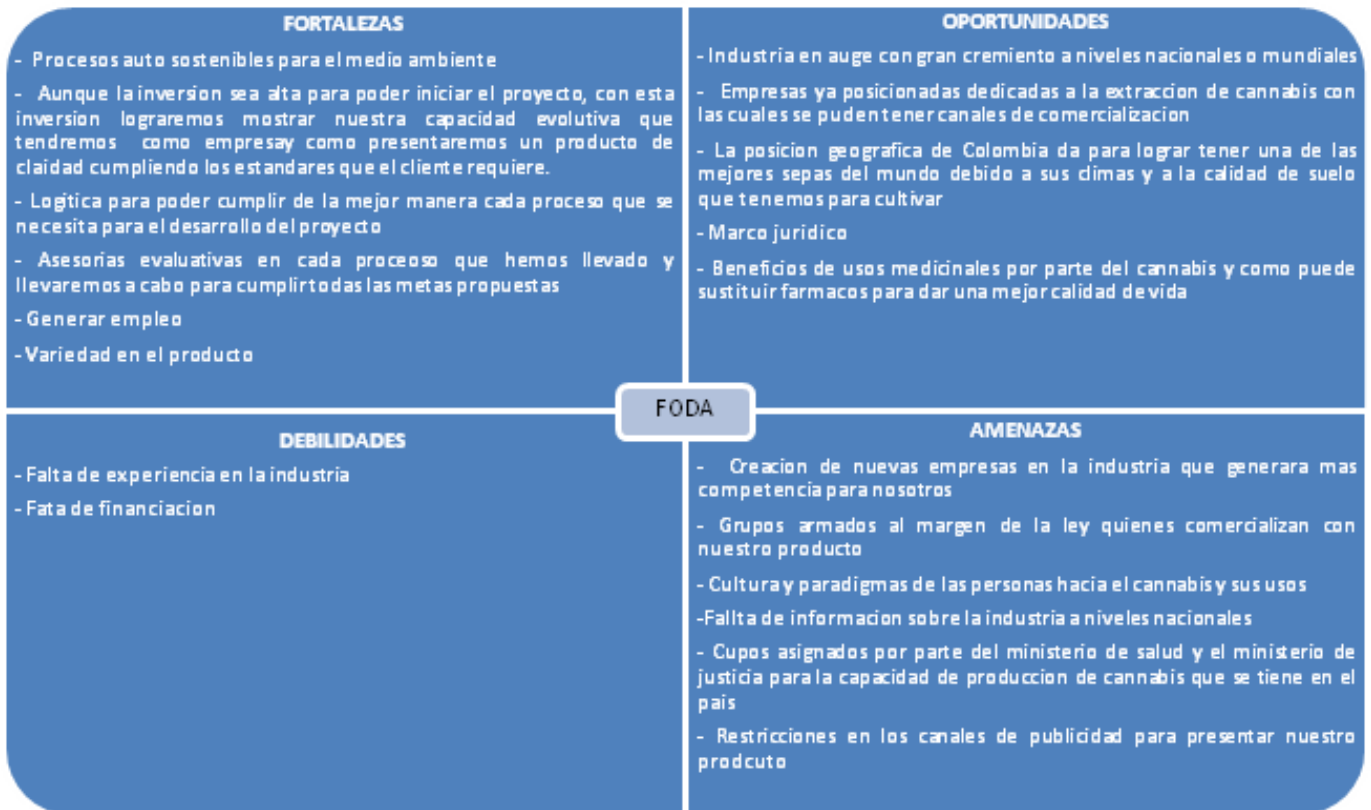 FORTALEZAS
- Procesos auto sostenibles para el medio ambiente
- Aunque la inversion sea alta para poder iniciar el proyecto, con esta
inversion lograremos mostrar nuestra capacidad evolutiva que
tendremos como empresay como presentaremos un producto de
claidad cumpliendo los estandares que el cliente requiere.
- Logitica para poder cumplir de la mejor manera cada proceso que se
necesita para el desarrollo del proyecto
- Asesorias evaluativas en cada proceoso que hemos llevado y
llevaremos a cabo para cumplir todas las metas propuestas
- Generar empleo
- Variedad en el producto
OPORTUNIDADES
- Industria en auge con gran cremiento a niveles nacionales o mundiales
- Empresas ya posicionadas dedicadas a la extraccion de cannabis con
las cuales se puden tener canales de comercializacion
- La posicion geografica de Colombia da para lograr tener una de las
mejores sepas del mundo debido a sus climas y a la calidad de suelo
que tenemos para cultivar
- Marco juridico
- Beneficios de usos medicinales por parte del cannabis y como puede
sustituir farmacos para dar una mejor calidad de vida
FODA
DEBILIDADES
- Falta de experiencia en la industria
- Fata de financiacion
AMENAZAS
- Creacion de nuevas empresas en la industria que generara mas
competencia para nosotros
- Grupos armados al margen de la ley quienes comercializan con
nuestro producto
- Cultura y paradigmas de las personas hacia el cannabis y sus usos
-Fallta de informacion sobre la industria a niveles nacionales
- Cupos asignados por parte del ministerio de salud y el ministerio de
justicia para la capacidad de produccion de cannabis que se tiene en el
pais
- Restricciones en los canales de publicidad para presentar nuestro
prodcuto